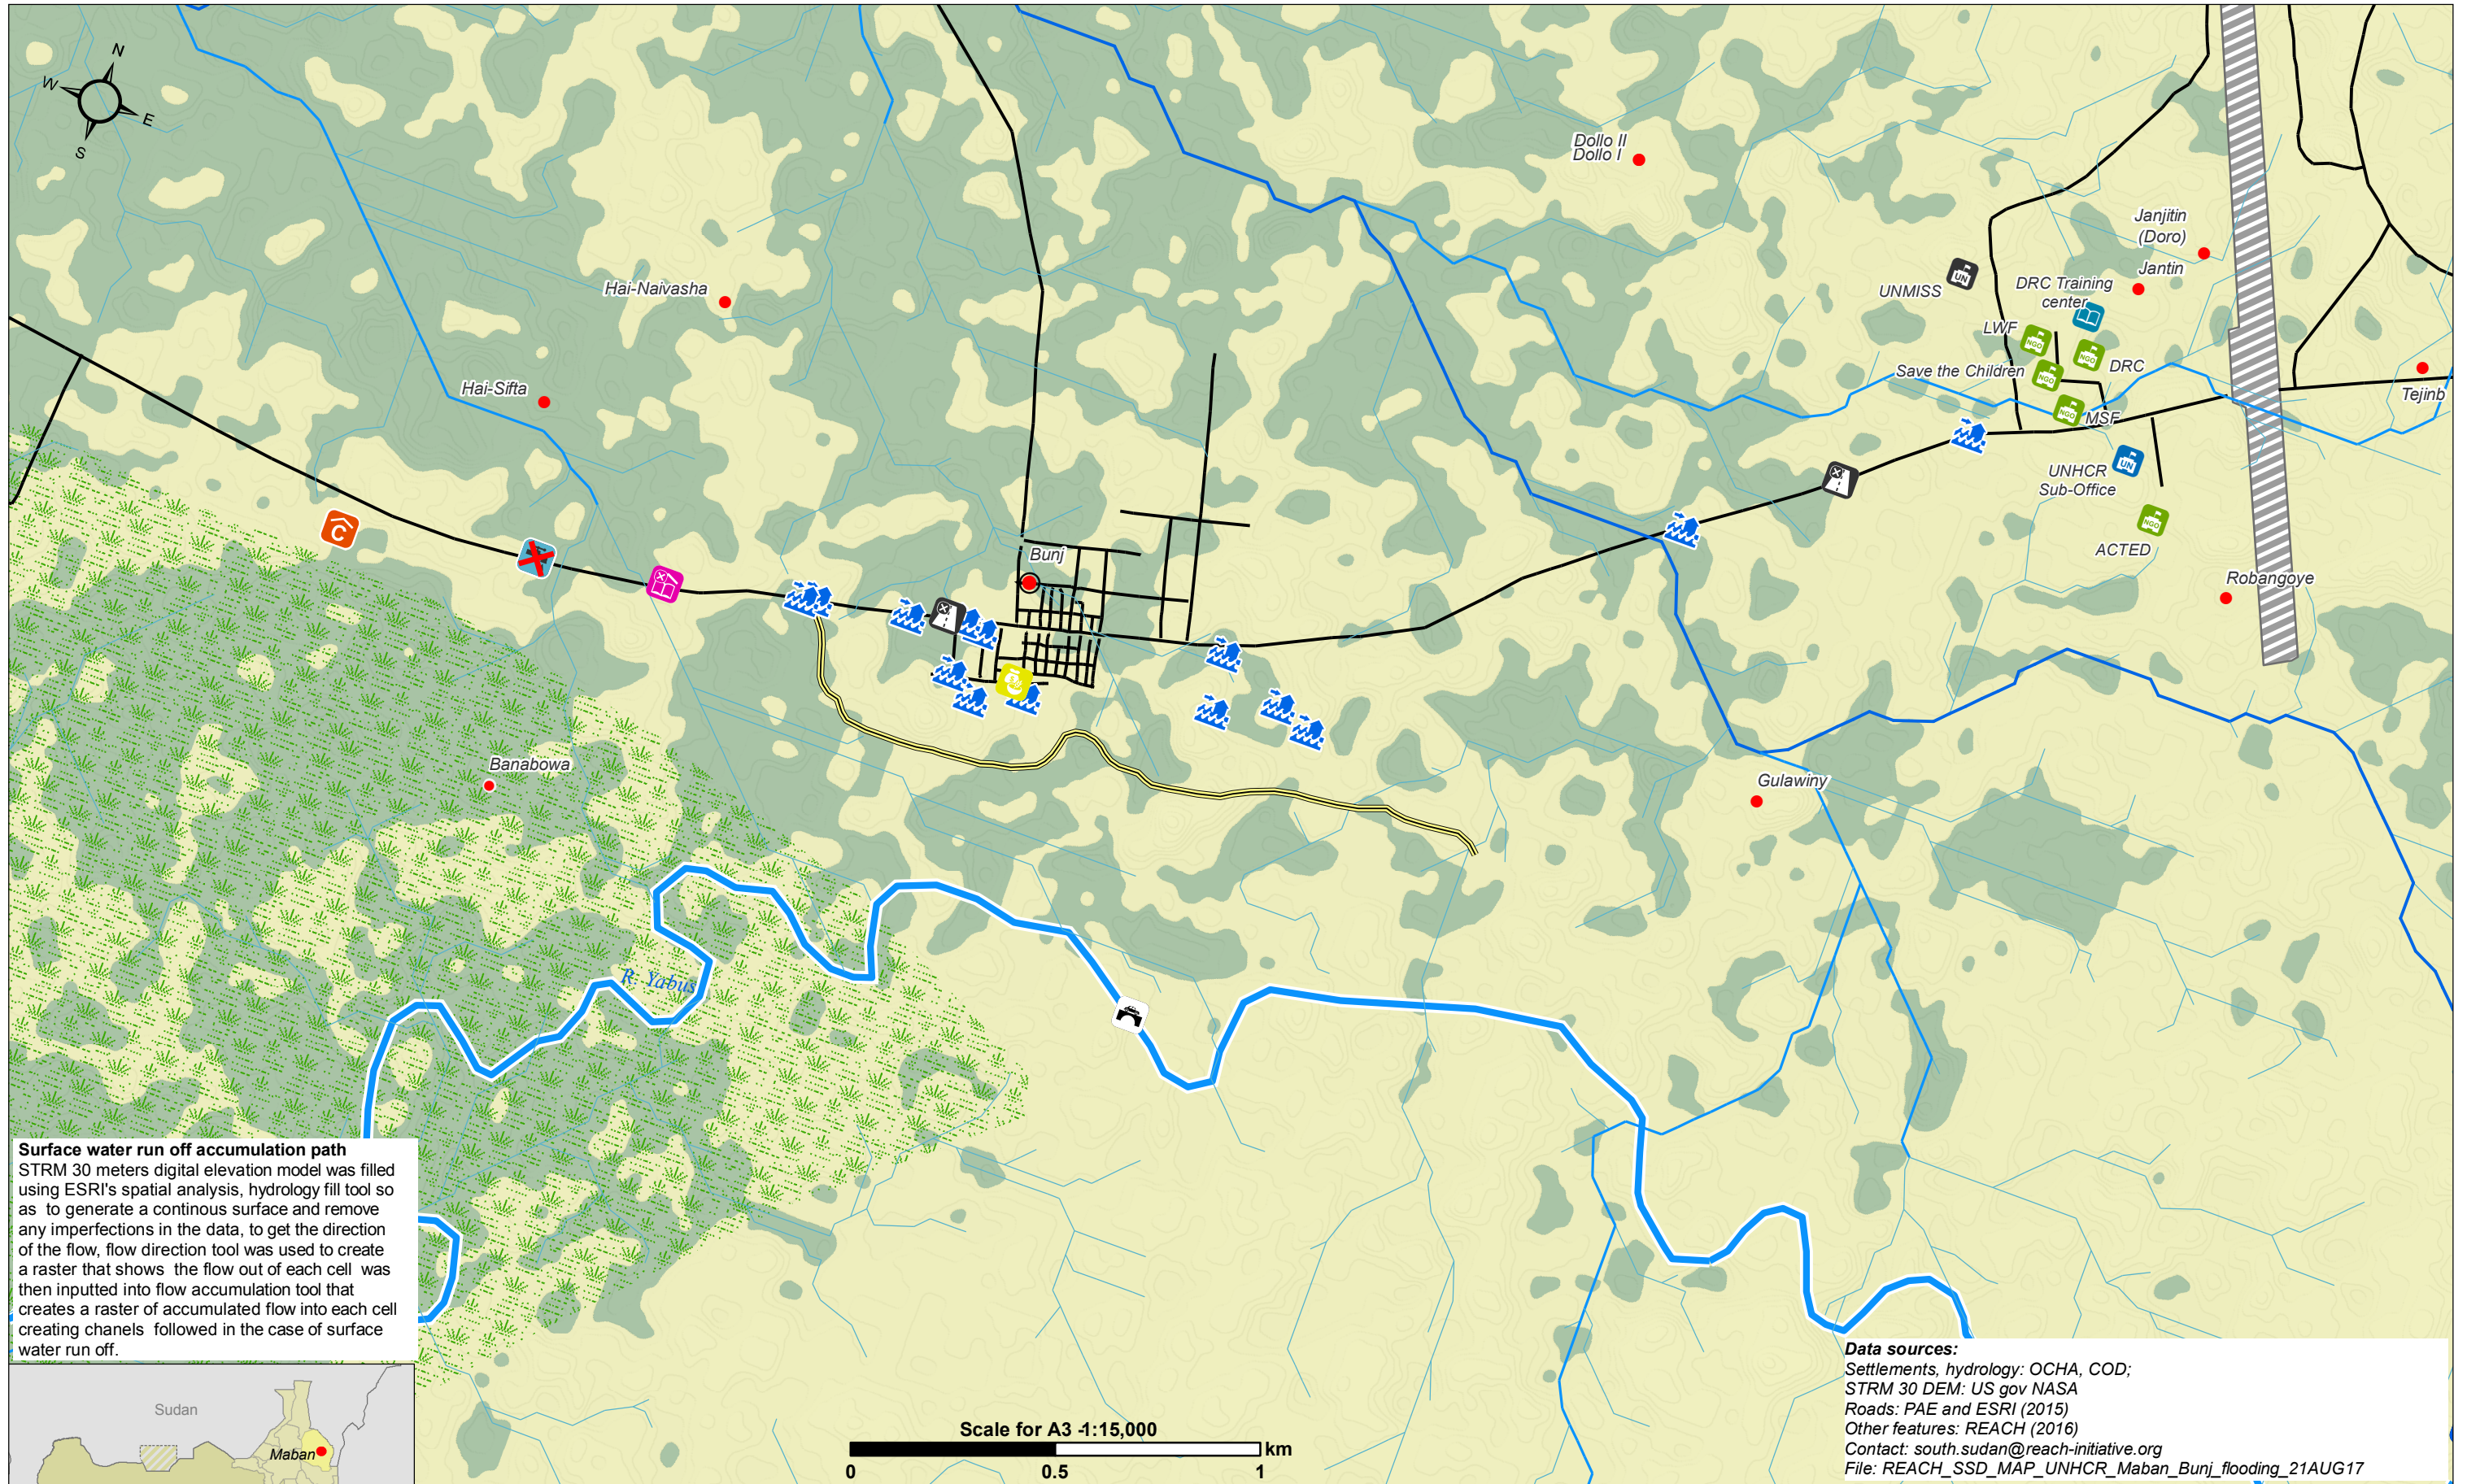 N
W
E
S
Dollo II
Dollo I
Janjitin
(Doro)
Jantin
UNMISS
UN
DRC Training
center
Hai-Naivasha
LWF
NGO
NGO
DRC
Save the Children
NGO
Hai-Sifta
Tejinb
NGO
MSF
UNHCR
Sub-Office
UN
C
NGO
ACTED
Bunj
Robangoye
Banabowa
Gulawiny
R. Yabus
Surface water run off accumulation path
STRM 30 meters digital elevation model was filled
using ESRI's spatial analysis, hydrology fill tool so
as to generate a continous surface and remove
any imperfections in the data, to get the direction
of the flow, flow direction tool was used to create
a raster that shows the flow out of each cell was
then inputted into flow accumulation tool that
creates a raster of accumulated flow into each cell
creating chanels followed in the case of surface
water run off.
Sudan
Maban
Scale for A3 -1:15,000
km
0 0.5 1
Data sources:
Settlements, hydrology: OCHA, COD;
STRM 30 DEM: US gov NASA
Roads: PAE and ESRI (2015)
Other features: REACH (2016)
Contact: south.sudan@reach-initiative.org
File: REACH_SSD_MAP_UNHCR_Maban_Bunj_flooding_21AUG17